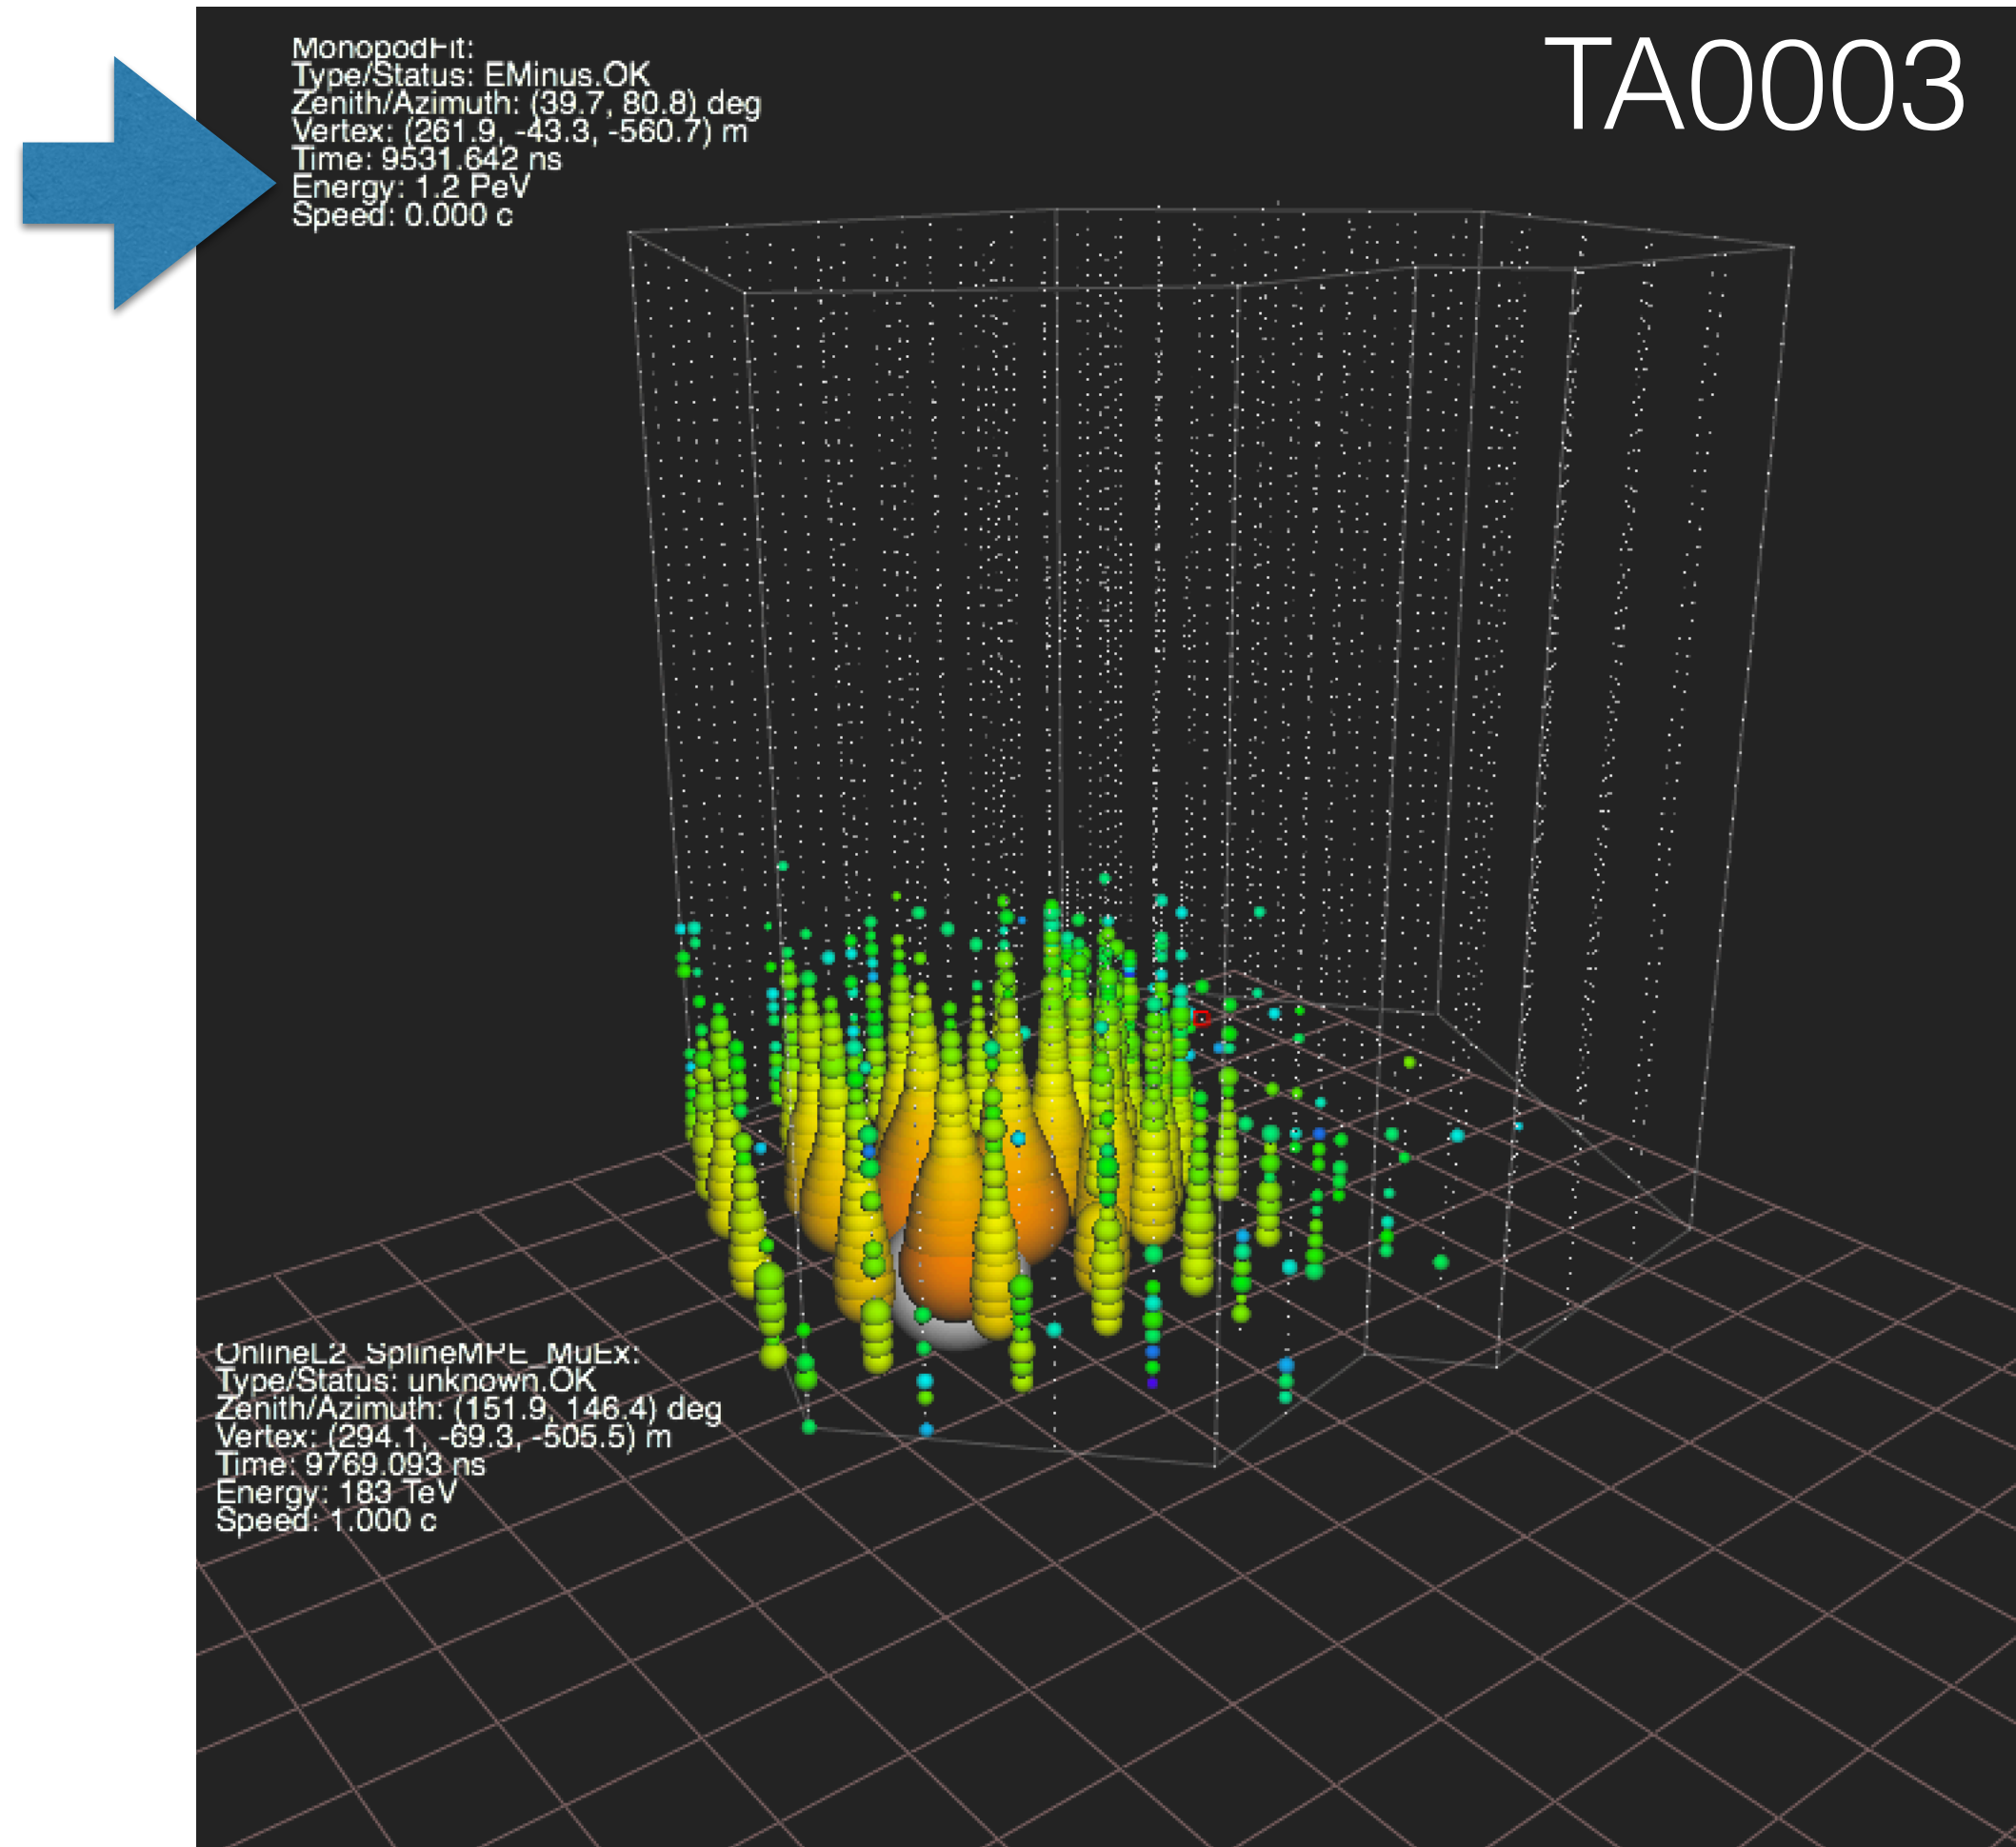 MonopodFit:
Type/Status: EMinus.OK
Zenith/Azimuth: (39.7, 80.8) deg
Vertex: (261.9, -43.3, -560.7) m
Time: 9531.642 ns
Energy: 1.2 PeV
Speed: 0.000 c
TA0003
OnlineL2_SplineMPE_MuEx:
Type/Status: unknown.OK
Zenith/Azimuth: (151.9, 146.4) deg
Vertex: (294.1, -69.3, -505.5) m
Time: 9769.093 ns
Energy: 183 TeV
Speed: 1.000 c